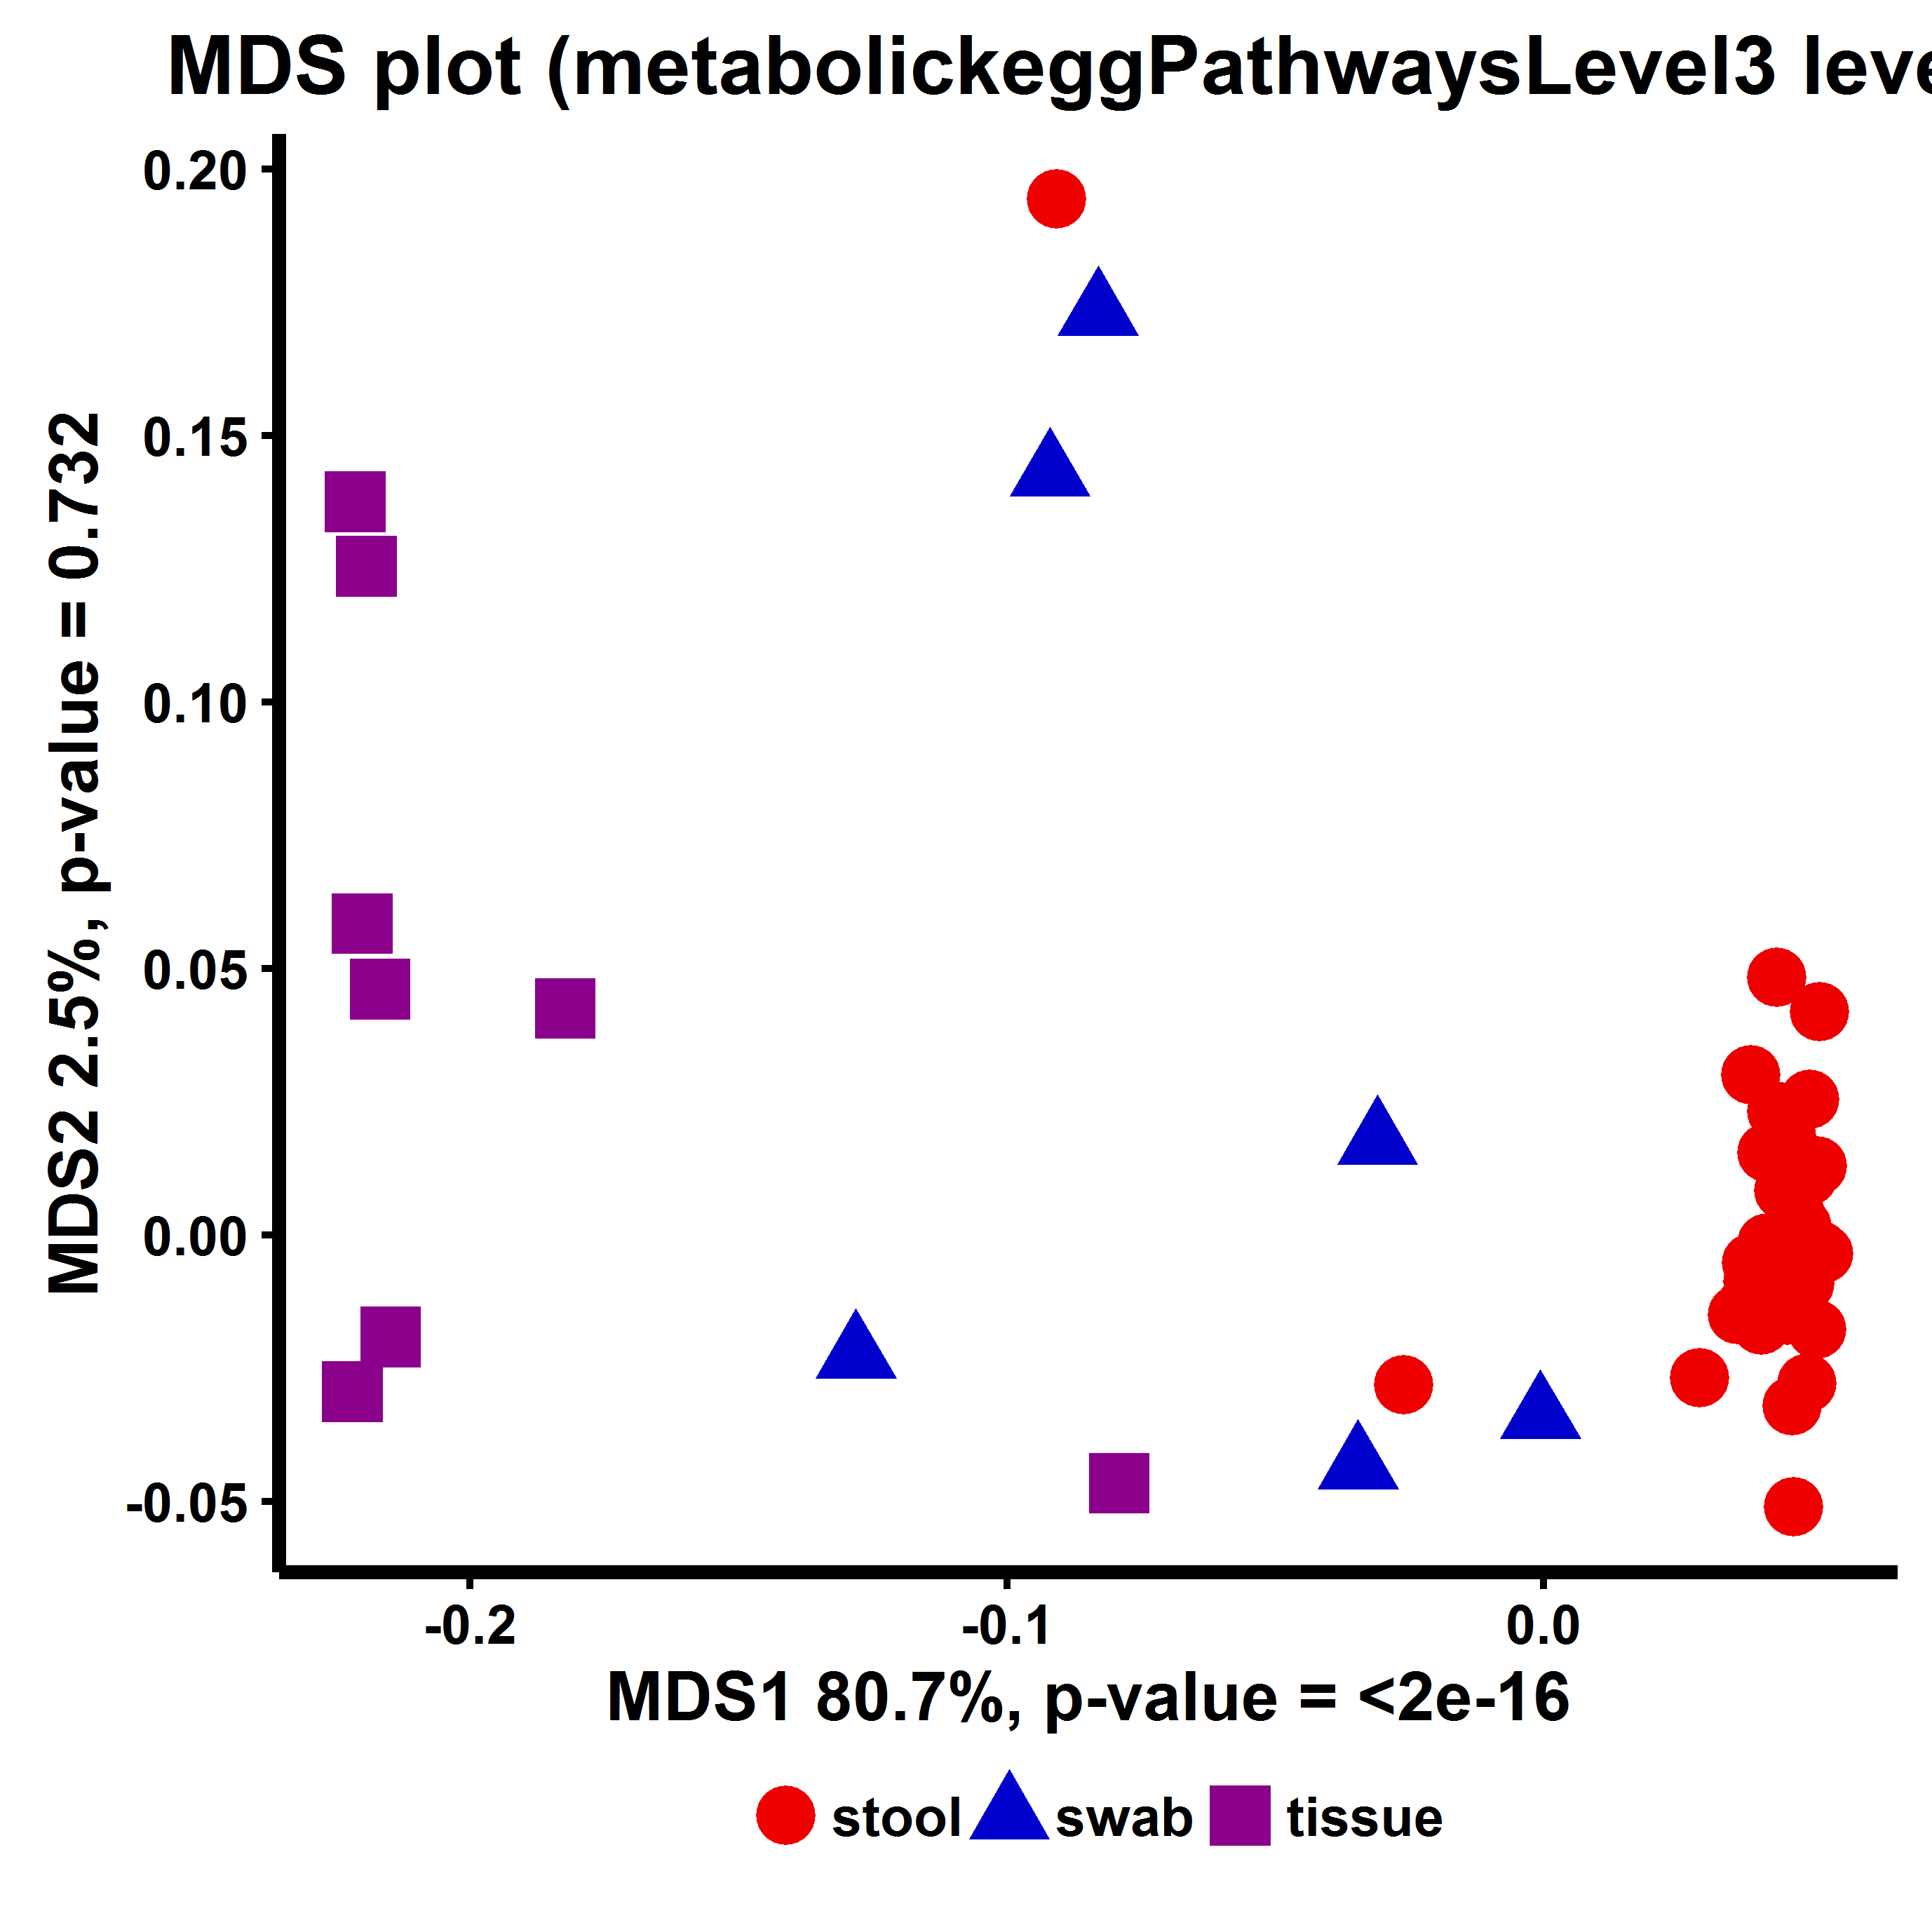 MDS plot (metabolickeggPathwaysLevel3 leve
0.20
0.15
0.10
0.05
0.00
-0.05
MDS2 2.5%, p-value = 0.732
-0.2 -0.1 0.0
MDS1 80.7%, p-value = <2e-16
stool swab tissue